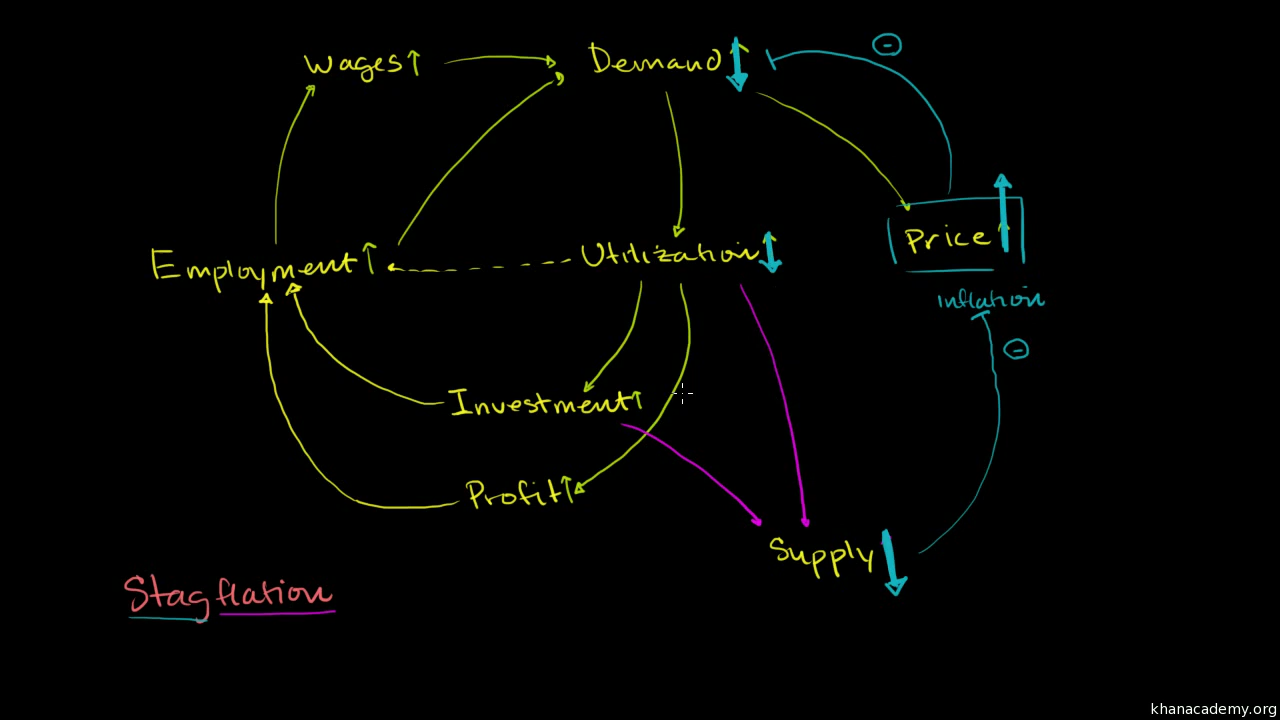 Wages↑
Demand
⊖
Price
Employment↑
Utilization
Inflation
⊖
Investment↑
Profit↑
Supply
Stagflation
khanacademy.org